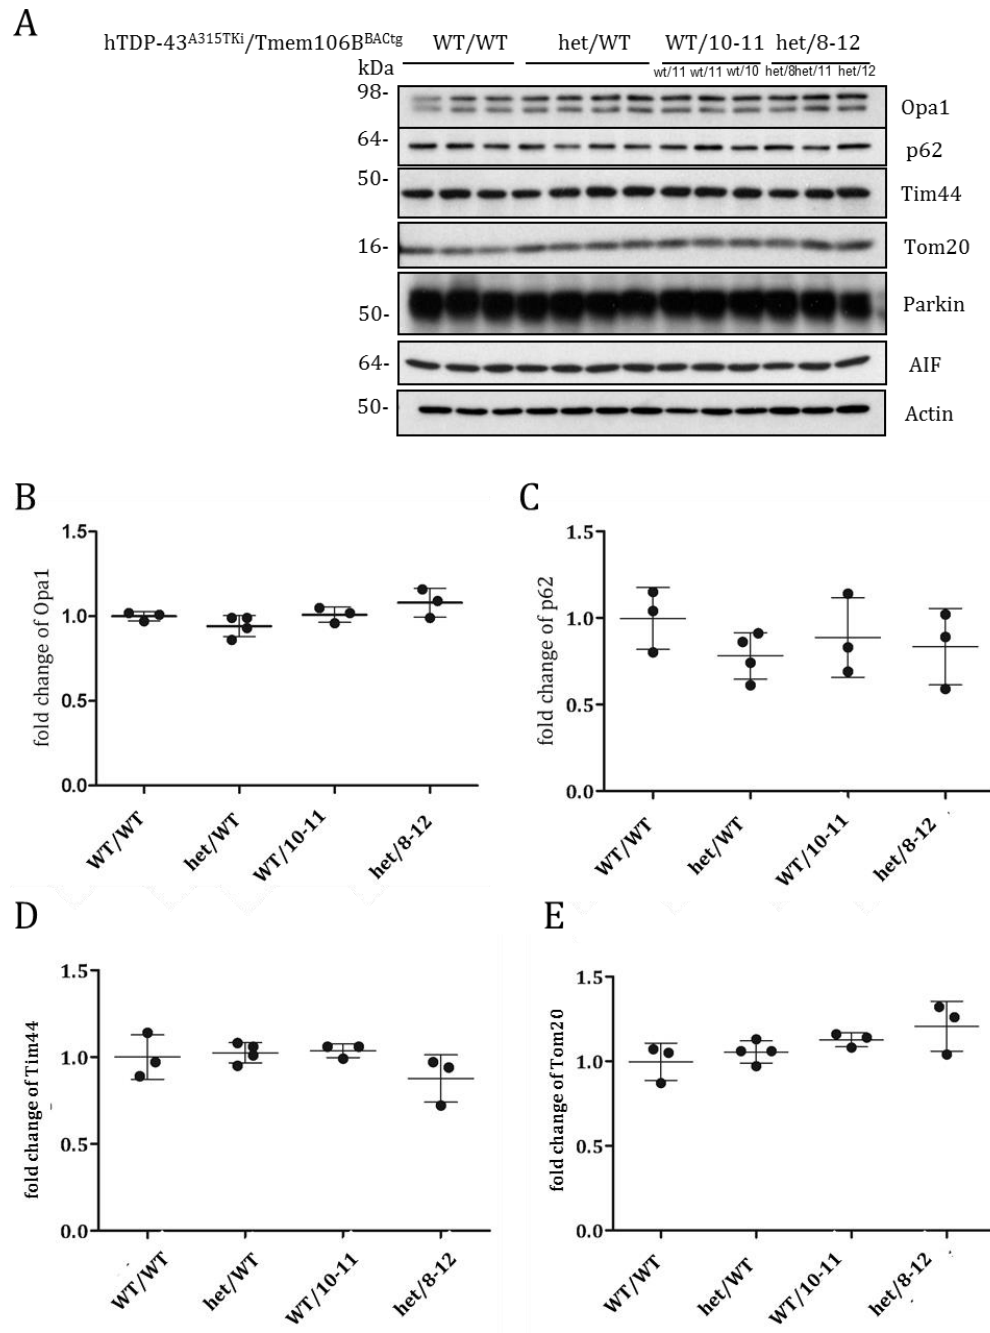 A
hTDP-43A315TKi/Tmem106BBACtg WT/WT het/WT WT/10-11 het/8-12
kDa wt/11 wt/11 wt/10 het/8 het/11 het/12
98- Opa1
64- p62
50- Tim44
16- Tom20
50- Parkin
64- AIF
50- Actin
B
fold change of Opa1
1.5
1.0
0.5
0.0
WT/WT het/WT WT/10-11 het/8-12
C
fold change of p62
1.5
1.0
0.5
0.0
WT/WT het/WT WT/10-11 het/8-12
D
fold change of Tim44
1.5
1.0
0.5
0.0
WT/WT het/WT WT/10-11 het/8-12
E
fold change of Tom20
1.5
1.0
0.5
0.0
WT/WT het/WT WT/10-11 het/8-12